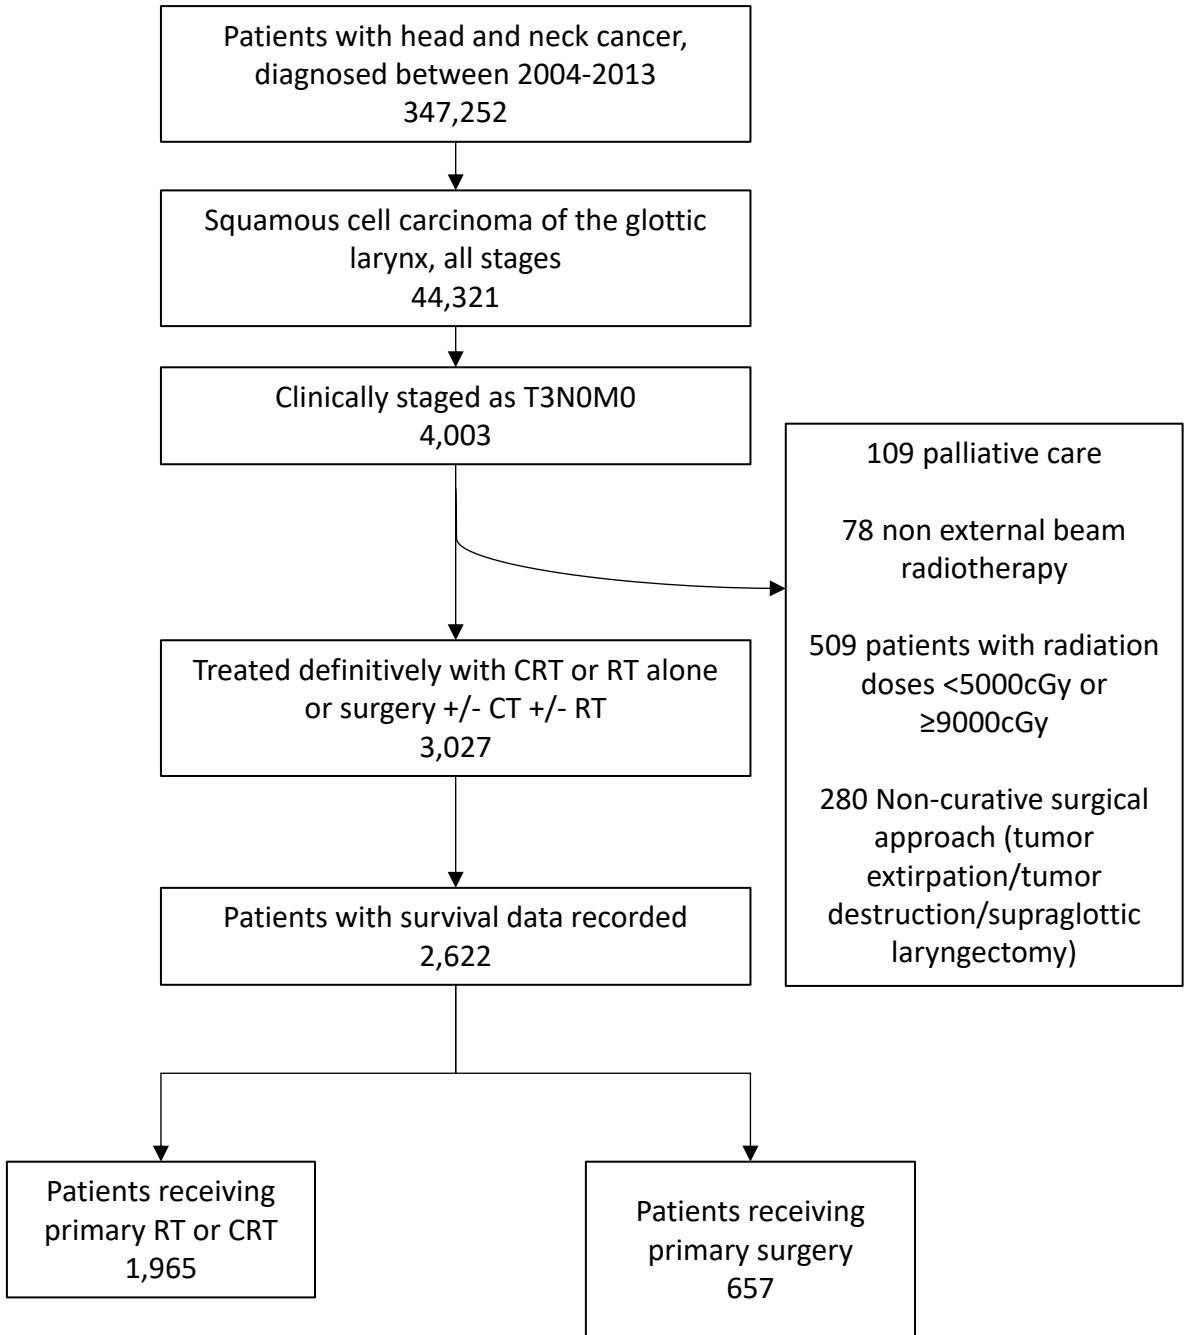 Patients with head and neck cancer,
diagnosed between 2004-2013
347,252
Squamous cell carcinoma of the glottic
larynx, all stages
44,321
Clinically staged as T3N0M0
4,003
109 palliative care
78 non external beam
radiotherapy
509 patients with radiation
doses <5000cGy or
≥9000cGy
280 Non-curative surgical
approach (tumor
extirpation/tumor
destruction/supraglottic
laryngectomy)
Treated definitively with CRT or RT alone
or surgery +/- CT +/- RT
3,027
Patients with survival data recorded
2,622
Patients receiving
primary RT or CRT
1,965
Patients receiving
primary surgery
657